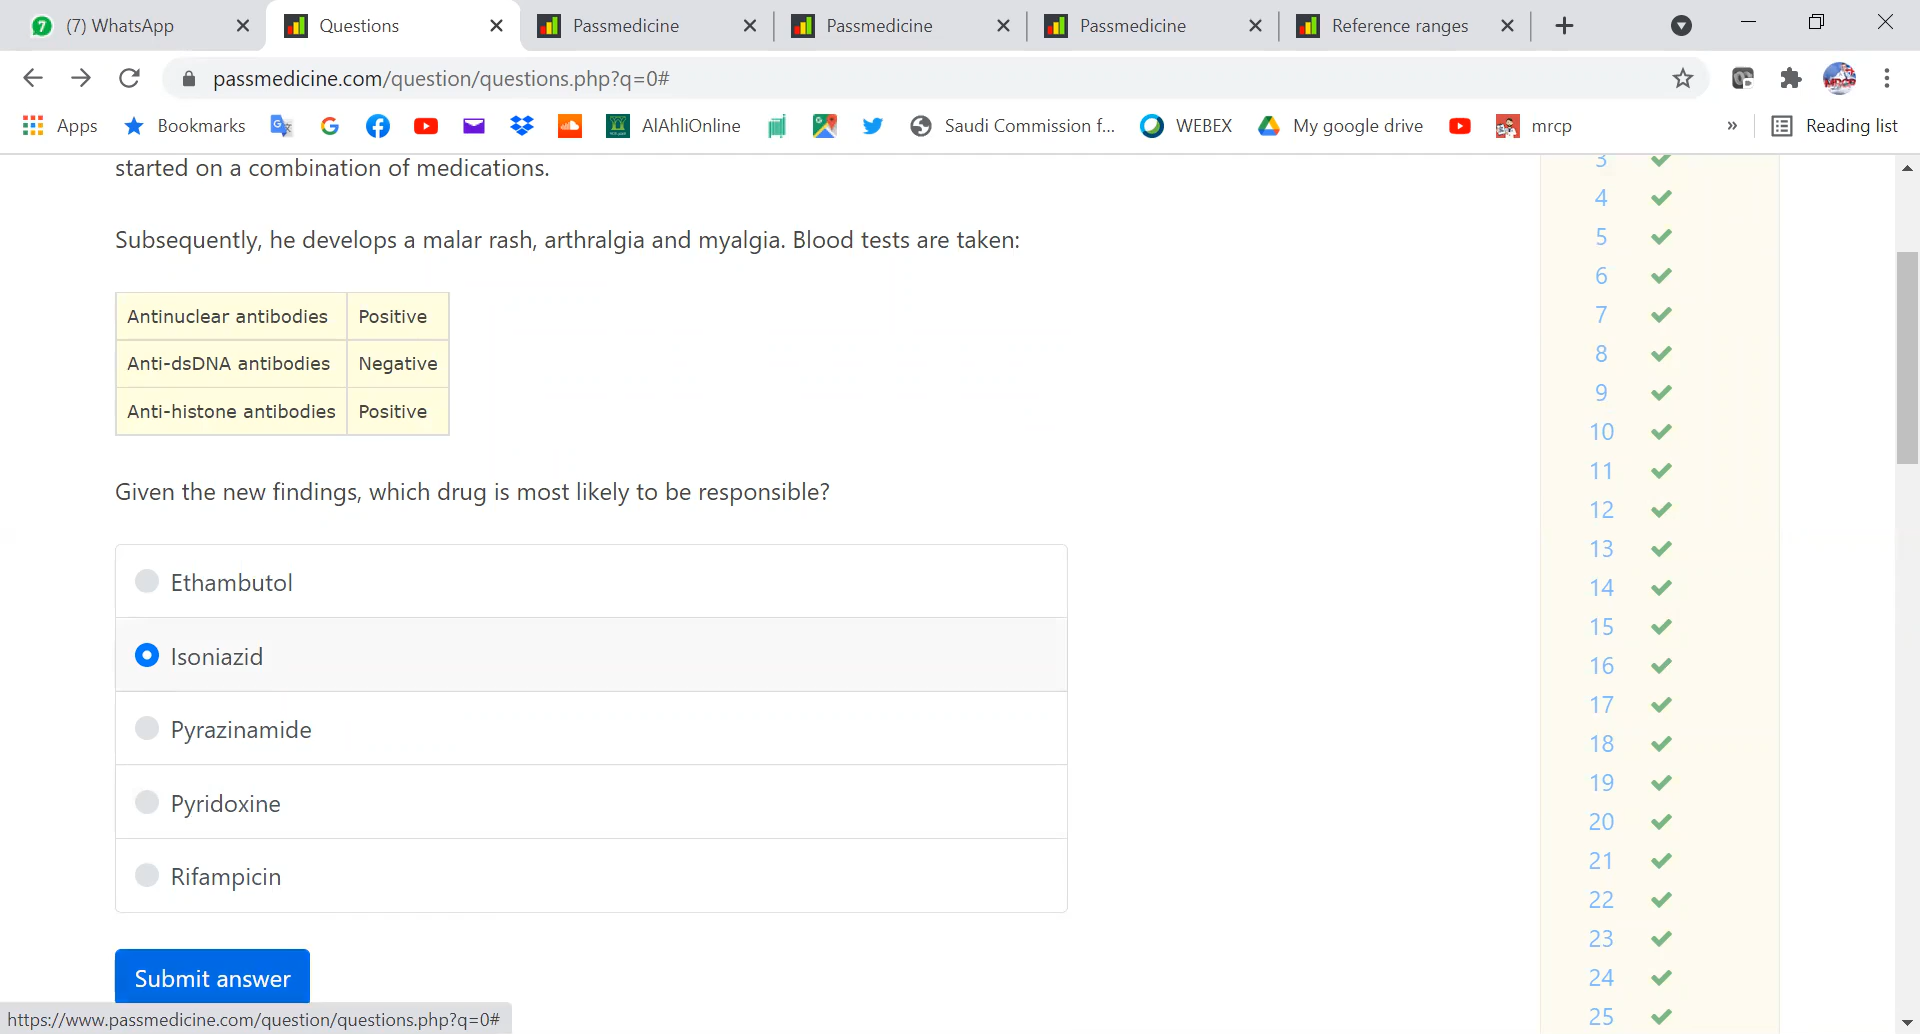 (7) WhatsApp
Questions
Passmedicine
Passmedicine
Passmedicine
Reference ranges
passmedicine.com/question/questions.php?q=0#
Apps
Bookmarks
AlAhliOnline
Saudi Commission f...
WEBEX
My google drive
mrcp
»
Reading list
started on a combination of medications.
Subsequently, he develops a malar rash, arthralgia and myalgia. Blood tests are taken:
Antinuclear antibodies Positive
Anti-dsDNA antibodies Negative
Anti-histone antibodies Positive
Given the new findings, which drug is most likely to be responsible?
Ethambutol
Isoniazid
Pyrazinamide
Pyridoxine
Rifampicin
Submit answer
https://www.passmedicine.com/question/questions.php?q=0#
3
4
5
6
7
8
9
10
11
12
13
14
15
16
17
18
19
20
21
22
23
24
25